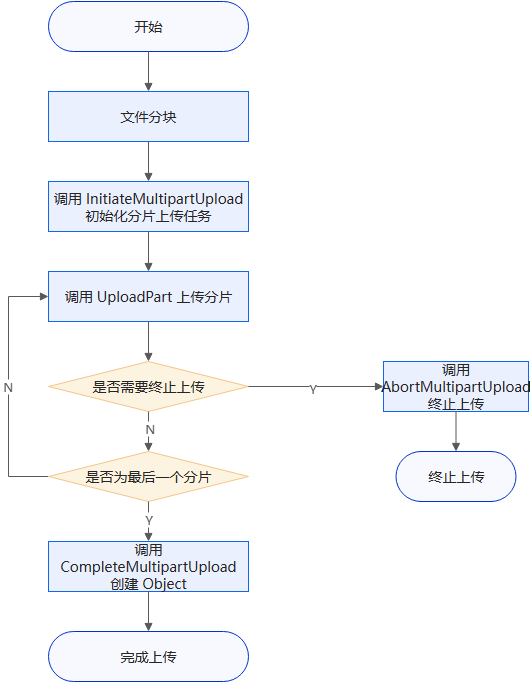 开始
文件分块
调用 InitiateMultipartUpload
初始化分片上传任务
调用 UploadPart 上传分片
是否需要终止上传
Y
调用
AbortMultipartUpload
终止上传
N
N
是否为最后一个分片
终止上传
Y
调用
CompleteMultipartUpload
创建 Object
完成上传